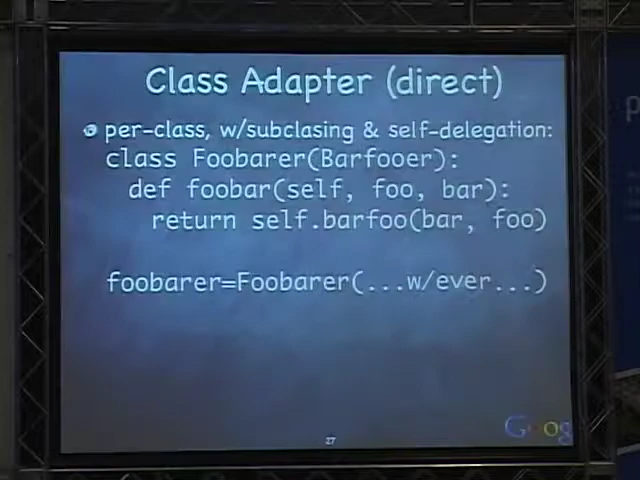 Class Adapter (direct)
per-class, w/subclasing & self-delegation:
class Foobarer(Barfooer):
def foobar(self, foo, bar):
return self.barfoo(bar, foo)
foobarer=Foobarer(...w/ever...)
27
Goog